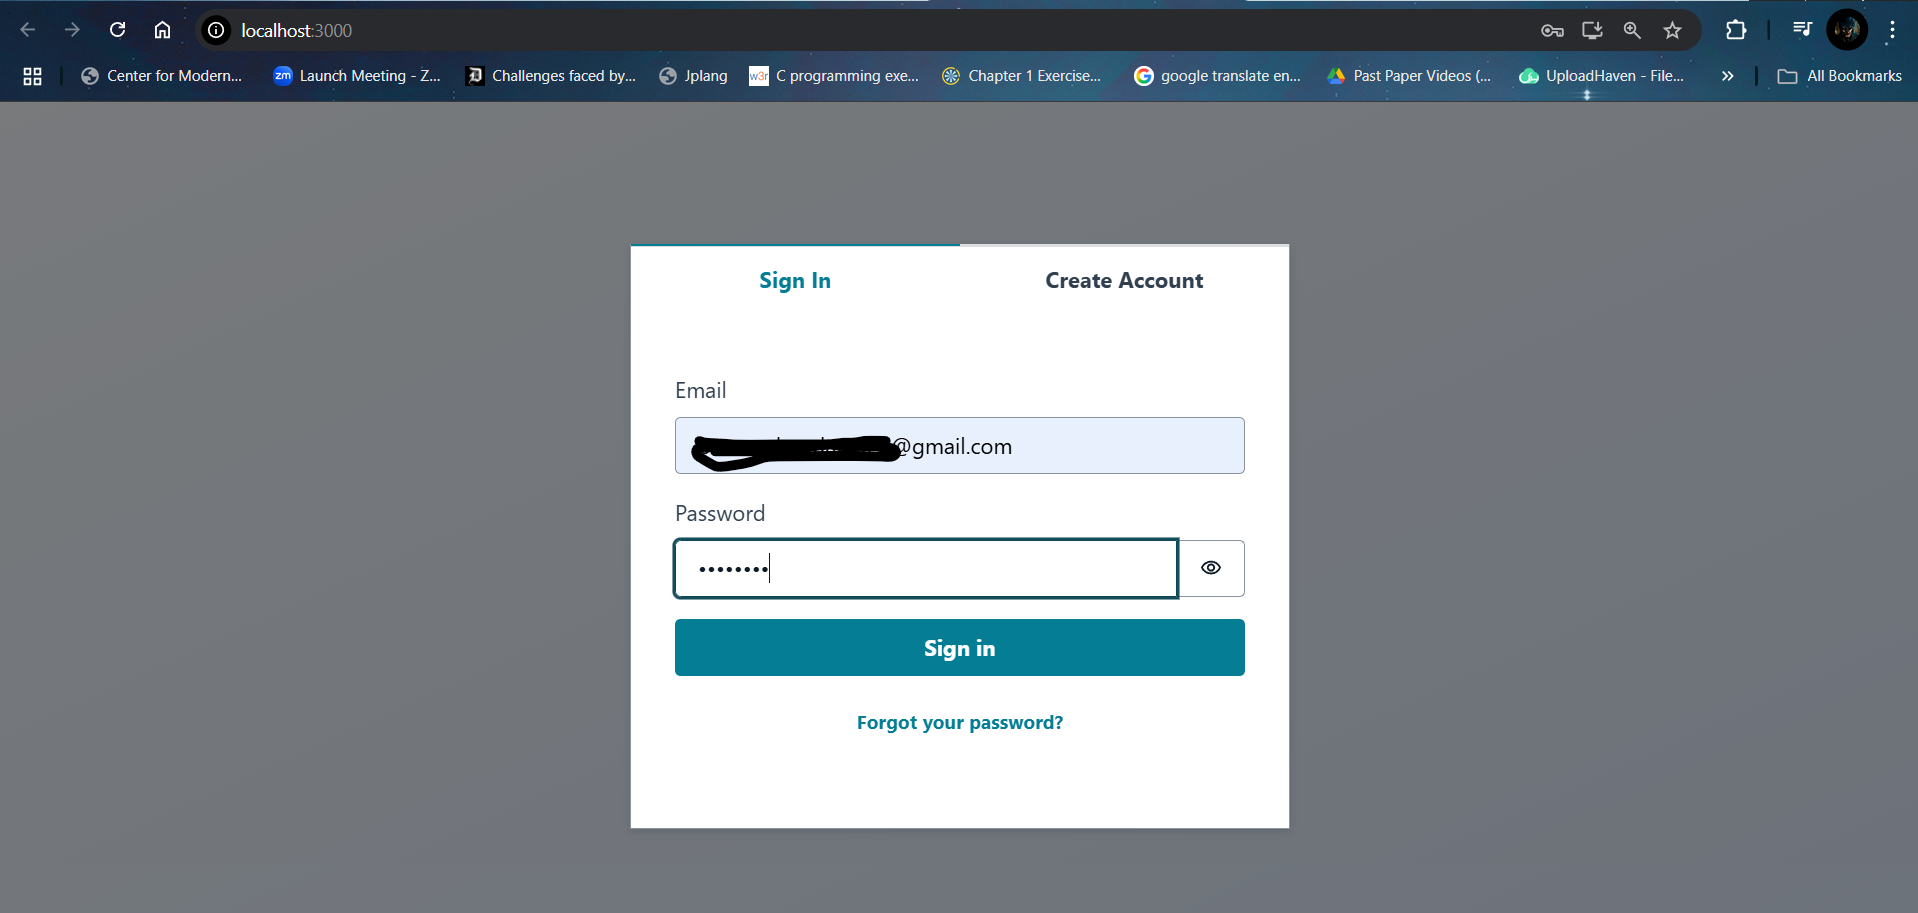 localhost:3000
Center for Modern...
zm Launch Meeting - Z...
Challenges faced by...
Jplang
w3r C programming exe...
Chapter 1 Exercise...
google translate en...
Past Paper Videos (...
UploadHaven - File...
All Bookmarks
Sign In
Create Account
Email
@gmail.com
Password
••••••••
Sign in
Forgot your password?